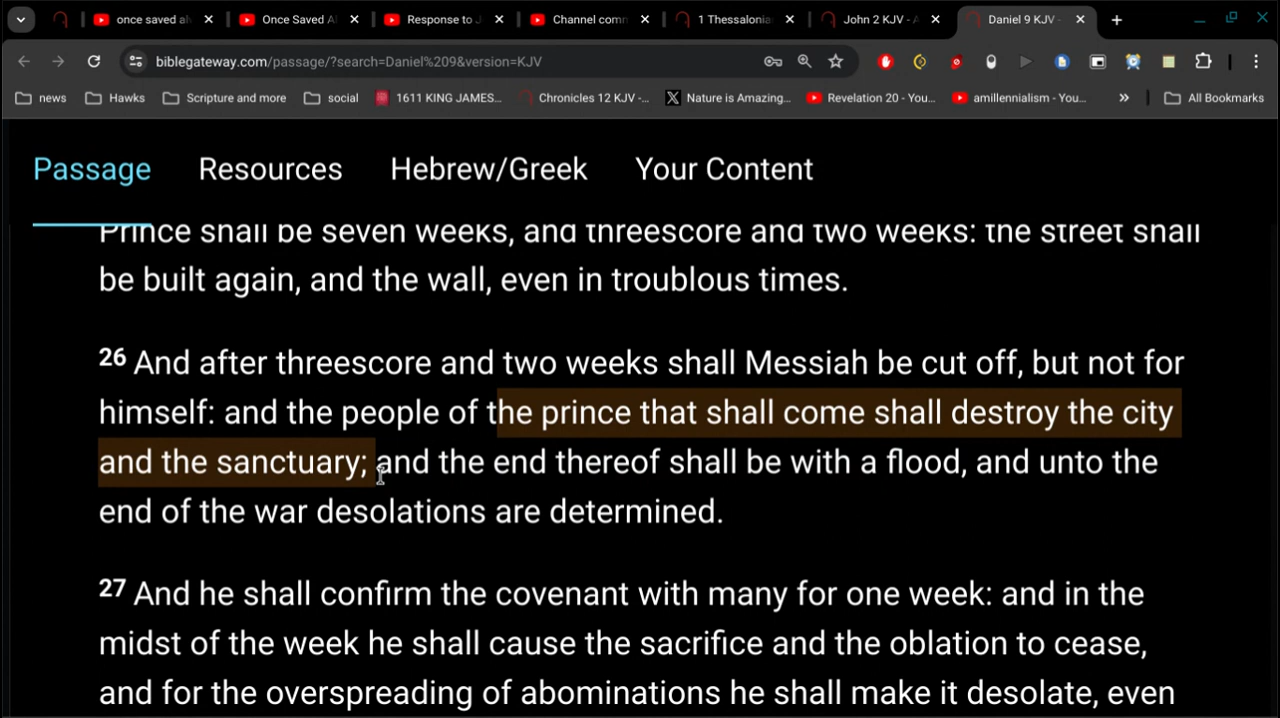 once saved al
Once Saved Al
Response to J
Channel comm
1 Thessalonia
John 2 KJV - A
Daniel 9 KJV -
biblegateway.com/passage/?search=Daniel%209&version=KJV
news
Hawks
Scripture and more
social
1611 KING JAMES...
Chronicles 12 KJV -...
Nature is Amazing...
Revelation 20 - You...
amillennialism - You...
All Bookmarks
Passage
Resources
Hebrew/Greek
Your Content
Prince shall be seven weeks, and threescore and two weeks: the street shall
be built again, and the wall, even in troublous times.
26 And after threescore and two weeks shall Messiah be cut off, but not for
himself: and the people of the prince that shall come shall destroy the city
and the sanctuary; and the end thereof shall be with a flood, and unto the
end of the war desolations are determined.
27 And he shall confirm the covenant with many for one week: and in the
midst of the week he shall cause the sacrifice and the oblation to cease,
and for the overspreading of abominations he shall make it desolate, even